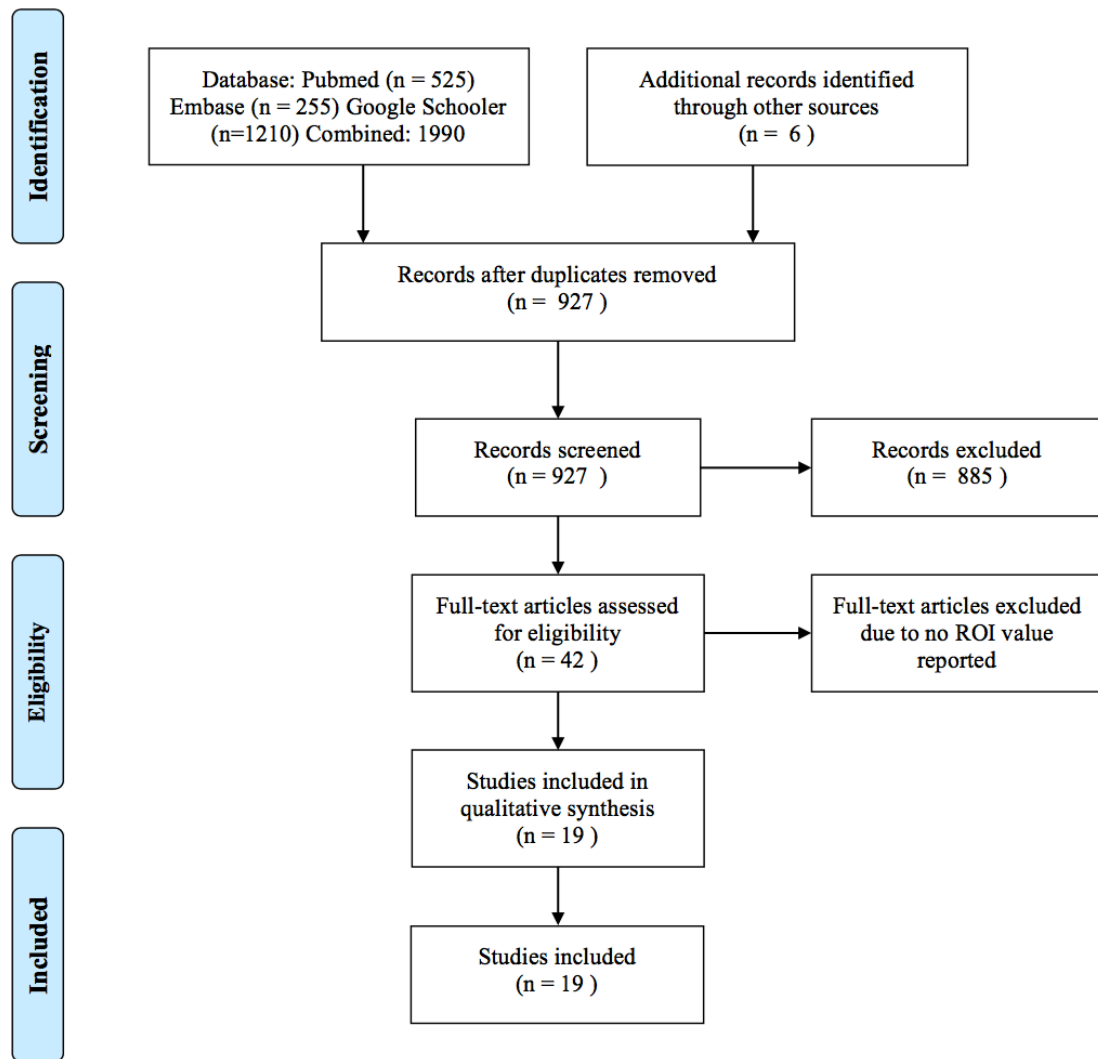 Identification
Database: Pubmed (n = 525)
Embase (n = 255) Google Schooler
(n=1210) Combined: 1990
Additional records identified
through other sources
(n = 6 )
Records after duplicates removed
(n = 927 )
Screening
Records screened
(n = 927 )
Records excluded
(n = 885 )
Eligibility
Full-text articles assessed
for eligibility
(n = 42 )
Full-text articles excluded
due to no ROI value
reported
Studies included in
qualitative synthesis
(n = 19 )
Included
Studies included
(n = 19 )